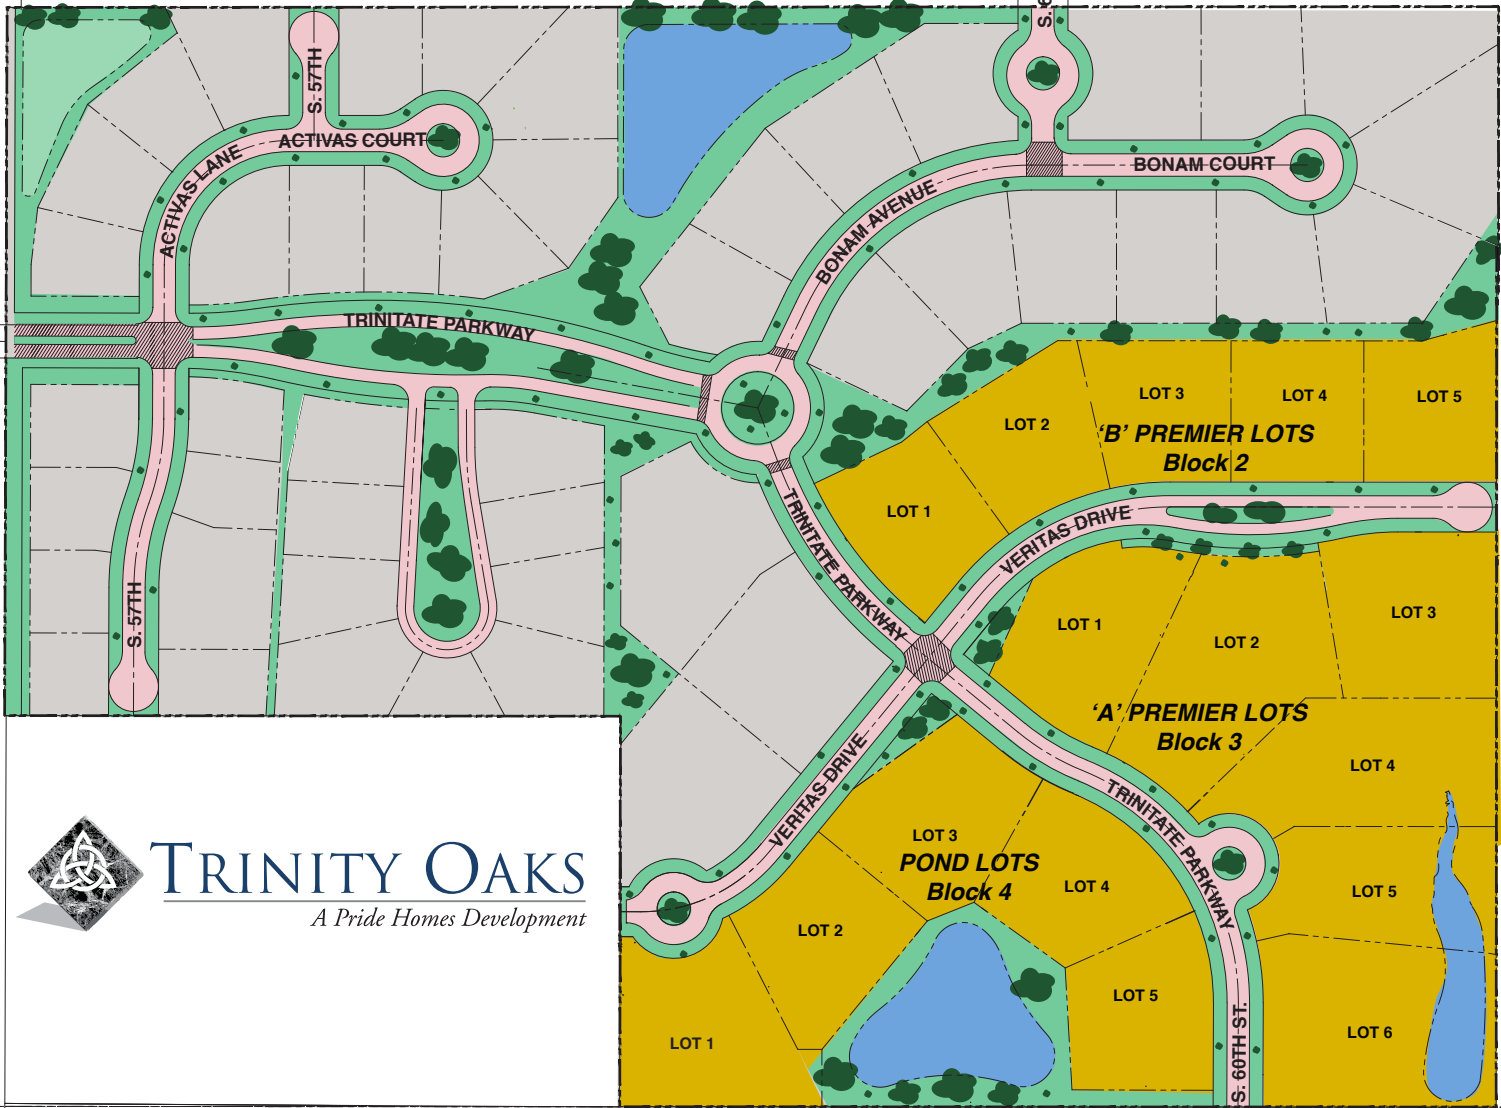 S. 6
S. 57TH
ACTIVAS COURT
ACTIVAS LANE
BONAM COURT
BONAM AVENUE
TRINITATE PARKWAY
LOT 3
LOT 4
LOT 5
LOT 2
‘B’ PREMIER LOTS
Block 2
LOT 1
VERITAS DRIVE
TRINITATE PARKWAY
S. 57TH
LOT 1
LOT 2
LOT 3
‘A’ PREMIER LOTS
Block 3
LOT 4
VERITAS DRIVE
TRINITATE PARKWAY
LOT 3
POND LOTS
Block 4
LOT 4
LOT 5
LOT 2
LOT 5
LOT 1
LOT 6
S. 60TH ST.
TRINITY OAKS
A Pride Homes Development